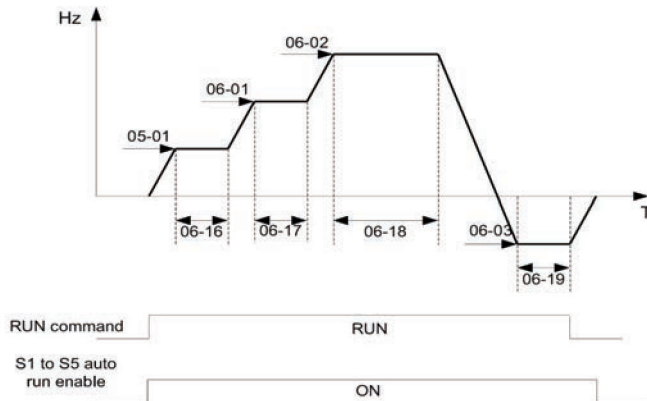 Hz
06-02
06-01
05-01
T
06-16
06-17
06-18
06-03
06-19
RUN command
RUN
S1 to S5 auto
run enable
ON